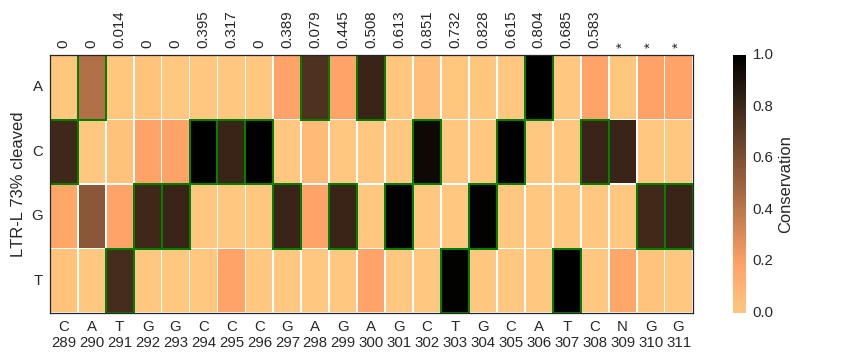 0 0 0.014 0 0 0.395 0.317 0 0.389 0.079 0.445 0.508 0.613 0.851 0.732 0.828 0.615 0.804 0.685 0.583 * * *
LTR-L 73% cleaved
A
C
G
T
C A T G G C C C G A G A G C T G C A T C N G G
289 290 291 292 293 294 295 296 297 298 299 300 301 302 303 304 305 306 307 308 309 310 311
1.0
0.8
0.6
0.4
0.2
0.0
Conservation